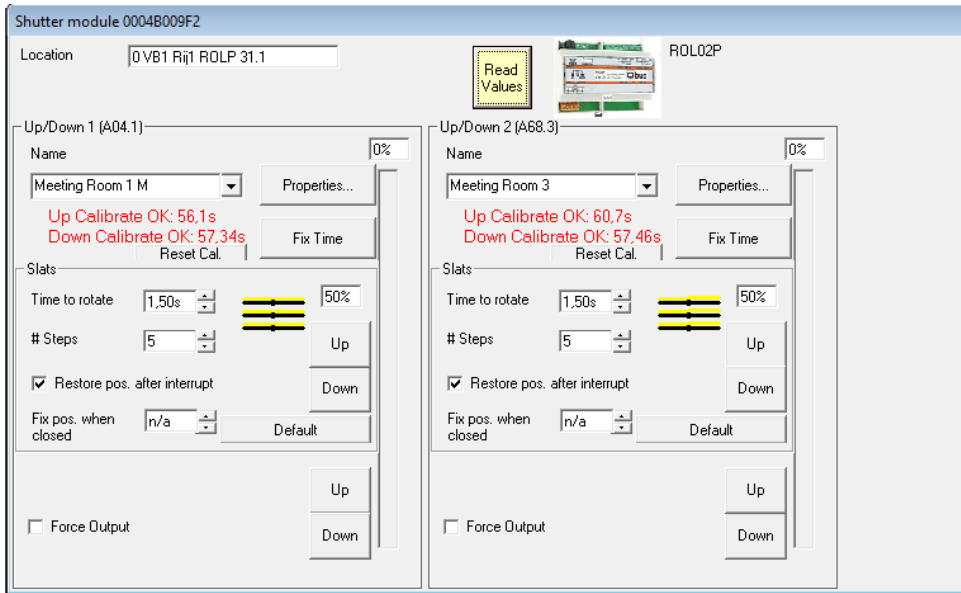 Shutter module 0004B009F2
Location
0 VB1 Rij1 ROLP 31.1
Read
Values
Qbus
ROL02P
Up/Down 1 (A04.1)
Name
0%
Meeting Room 1 M
Properties...
Up Calibrate OK: 56,1s
Down Calibrate OK: 57,34s
Fix Time
Reset Cal.
Slats
Time to rotate
1,50s
50%
# Steps
5
Up
Restore pos. after interrupt
Down
Fix pos. when
closed
n/a
Default
Up
Force Output
Down
Up/Down 2 (A68.3)
Name
0%
Meeting Room 3
Properties...
Up Calibrate OK: 60,7s
Down Calibrate OK: 57,46s
Fix Time
Reset Cal.
Slats
Time to rotate
1,50s
50%
# Steps
5
Up
Restore pos. after interrupt
Down
Fix pos. when
closed
n/a
Default
Up
Force Output
Down